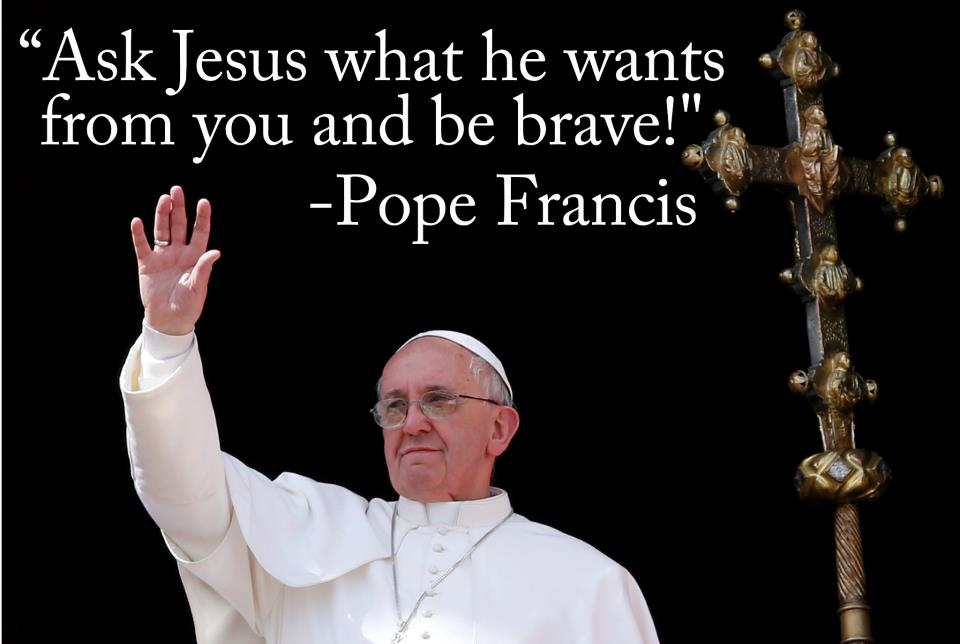 “Ask Jesus what he wants
from you and be brave!"
-Pope Francis